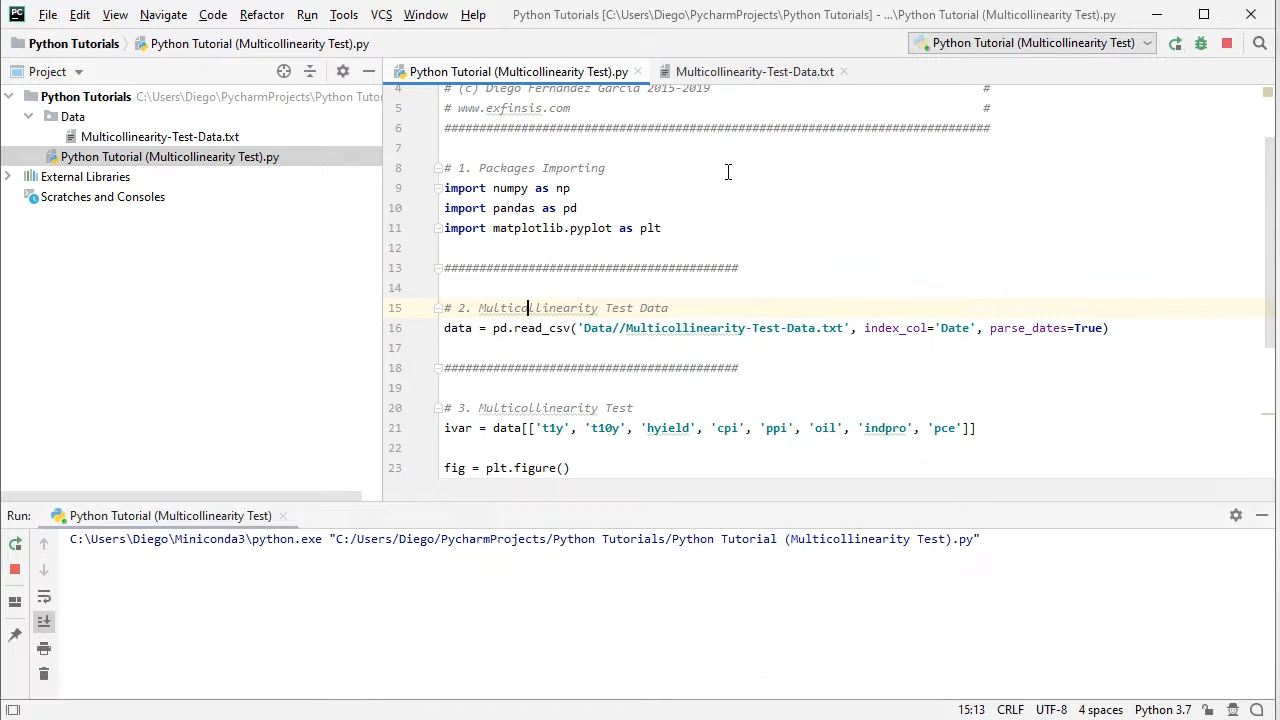 File Edit View Navigate Code Refactor Run Tools VCS Window Help Python Tutorials [C:\Users\Diego\PycharmProjects\Python Tutorials] - ...\Python Tutorial (Multicollinearity Test).py
Python Tutorials Python Tutorial (Multicollinearity Test).py Python Tutorial (Multicollinearity Test)
Project Python Tutorial (Multicollinearity Test).py Multicollinearity-Test-Data.txt
Python Tutorials C:\Users\Diego\PycharmProjects\Python Tutor
Data
Multicollinearity-Test-Data.txt
Python Tutorial (Multicollinearity Test).py
External Libraries
Scratches and Consoles
4 # (c) Diego Fernandez Garcia 2015-2019 #
5 # www.exfinsis.com #
6 ##############################################################################
7
8 # 1. Packages Importing
9 import numpy as np
10 import pandas as pd
11 import matplotlib.pyplot as plt
12
13 ##########################################
14
15 # 2. Multicollinearity Test Data
16 data = pd.read_csv('Data//Multicollinearity-Test-Data.txt', index_col='Date', parse_dates=True)
17
18 ##########################################
19
20 # 3. Multicollinearity Test
21 ivar = data[['t1y', 't10y', 'hyield', 'cpi', 'ppi', 'oil', 'indpro', 'pce']]
22
23 fig = plt.figure()
Run: Python Tutorial (Multicollinearity Test)
C:\Users\Diego\Miniconda3\python.exe "C:/Users/Diego/PycharmProjects/Python Tutorials/Python Tutorial (Multicollinearity Test).py"
15:13 CRLF UTF-8 4 spaces Python 3.7